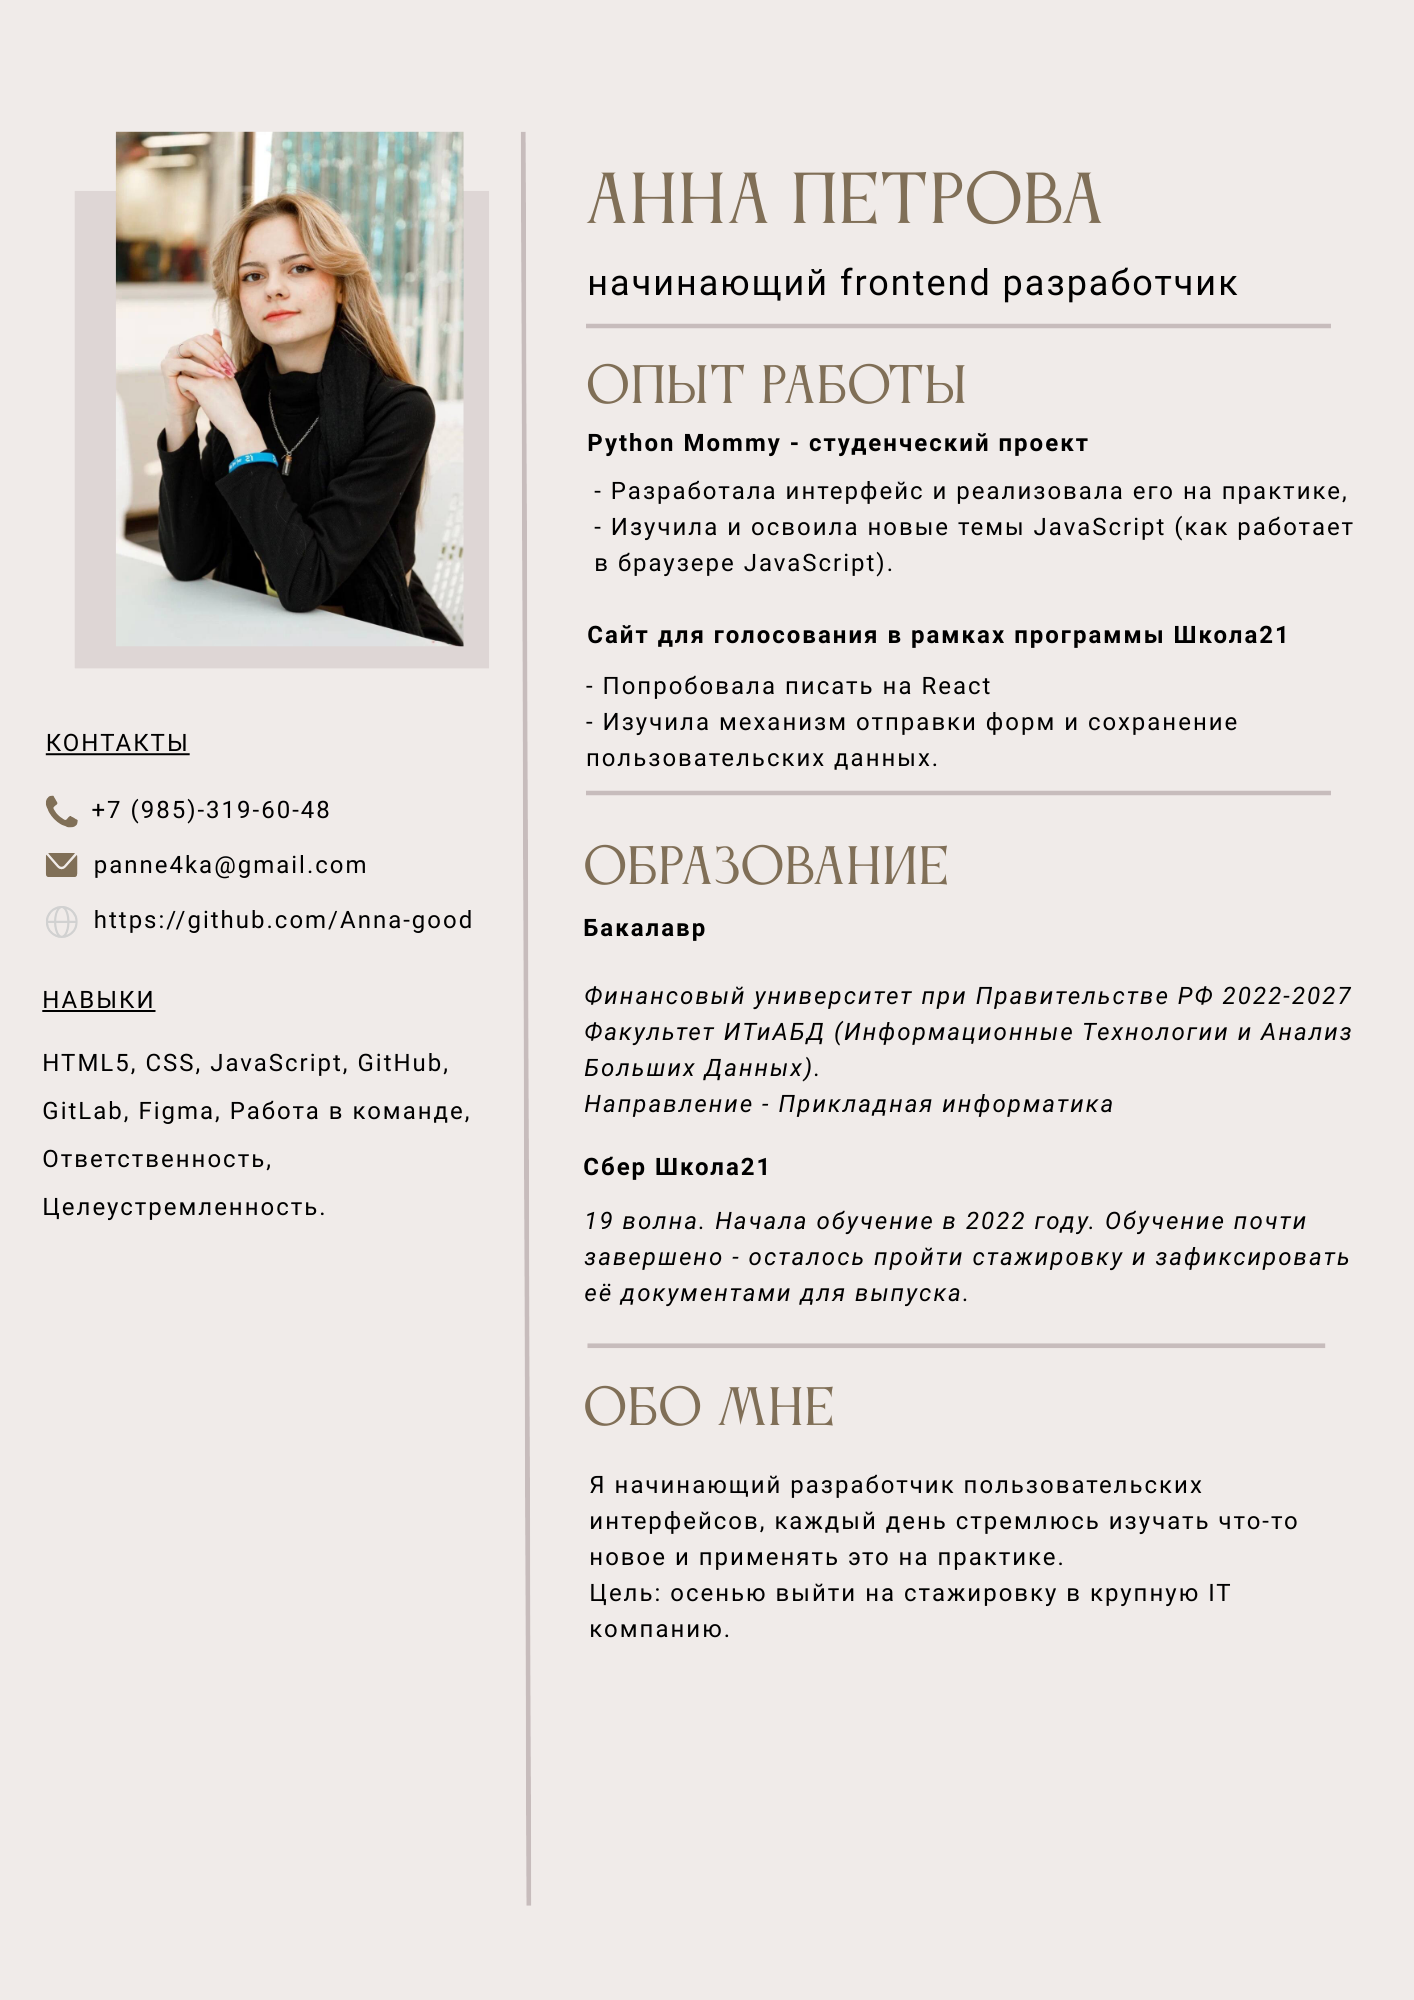 АННА ПЕТРОВА
начинающий frontend разработчик
ОПЫТ РАБОТЫ
Python Mommy - студенческий проект
- Разработала интерфейс и реализовала его на практике,
- Изучила и освоила новые темы JavaScript (как работает
в браузере JavaScript).
Сайт для голосования в рамках программы Школа21
- Попробовала писать на React
- Изучила механизм отправки форм и сохранение
пользовательских данных.
КОНТАКТЫ
+7 (985)-319-60-48
panne4ka@gmail.com
https://github.com/Anna-good
НАВЫКИ
HTML5, CSS, JavaScript, GitHub,
GitLab, Figma, Работа в команде,
Ответственность,
Целеустремленность.
ОБРАЗОВАНИЕ
Бакалавр
Финансовый университет при Правительстве РФ 2022-2027
Факультет ИТиАБД (Информационные Технологии и Анализ
Больших Данных).
Направление - Прикладная информатика
Сбер Школа21
19 волна. Начала обучение в 2022 году. Обучение почти
завершено - осталось пройти стажировку и зафиксировать
её документами для выпуска.
ОБО МНЕ
Я начинающий разработчик пользовательских
интерфейсов, каждый день стремлюсь изучать что-то
новое и применять это на практике.
Цель: осенью выйти на стажировку в крупную IT
компанию.